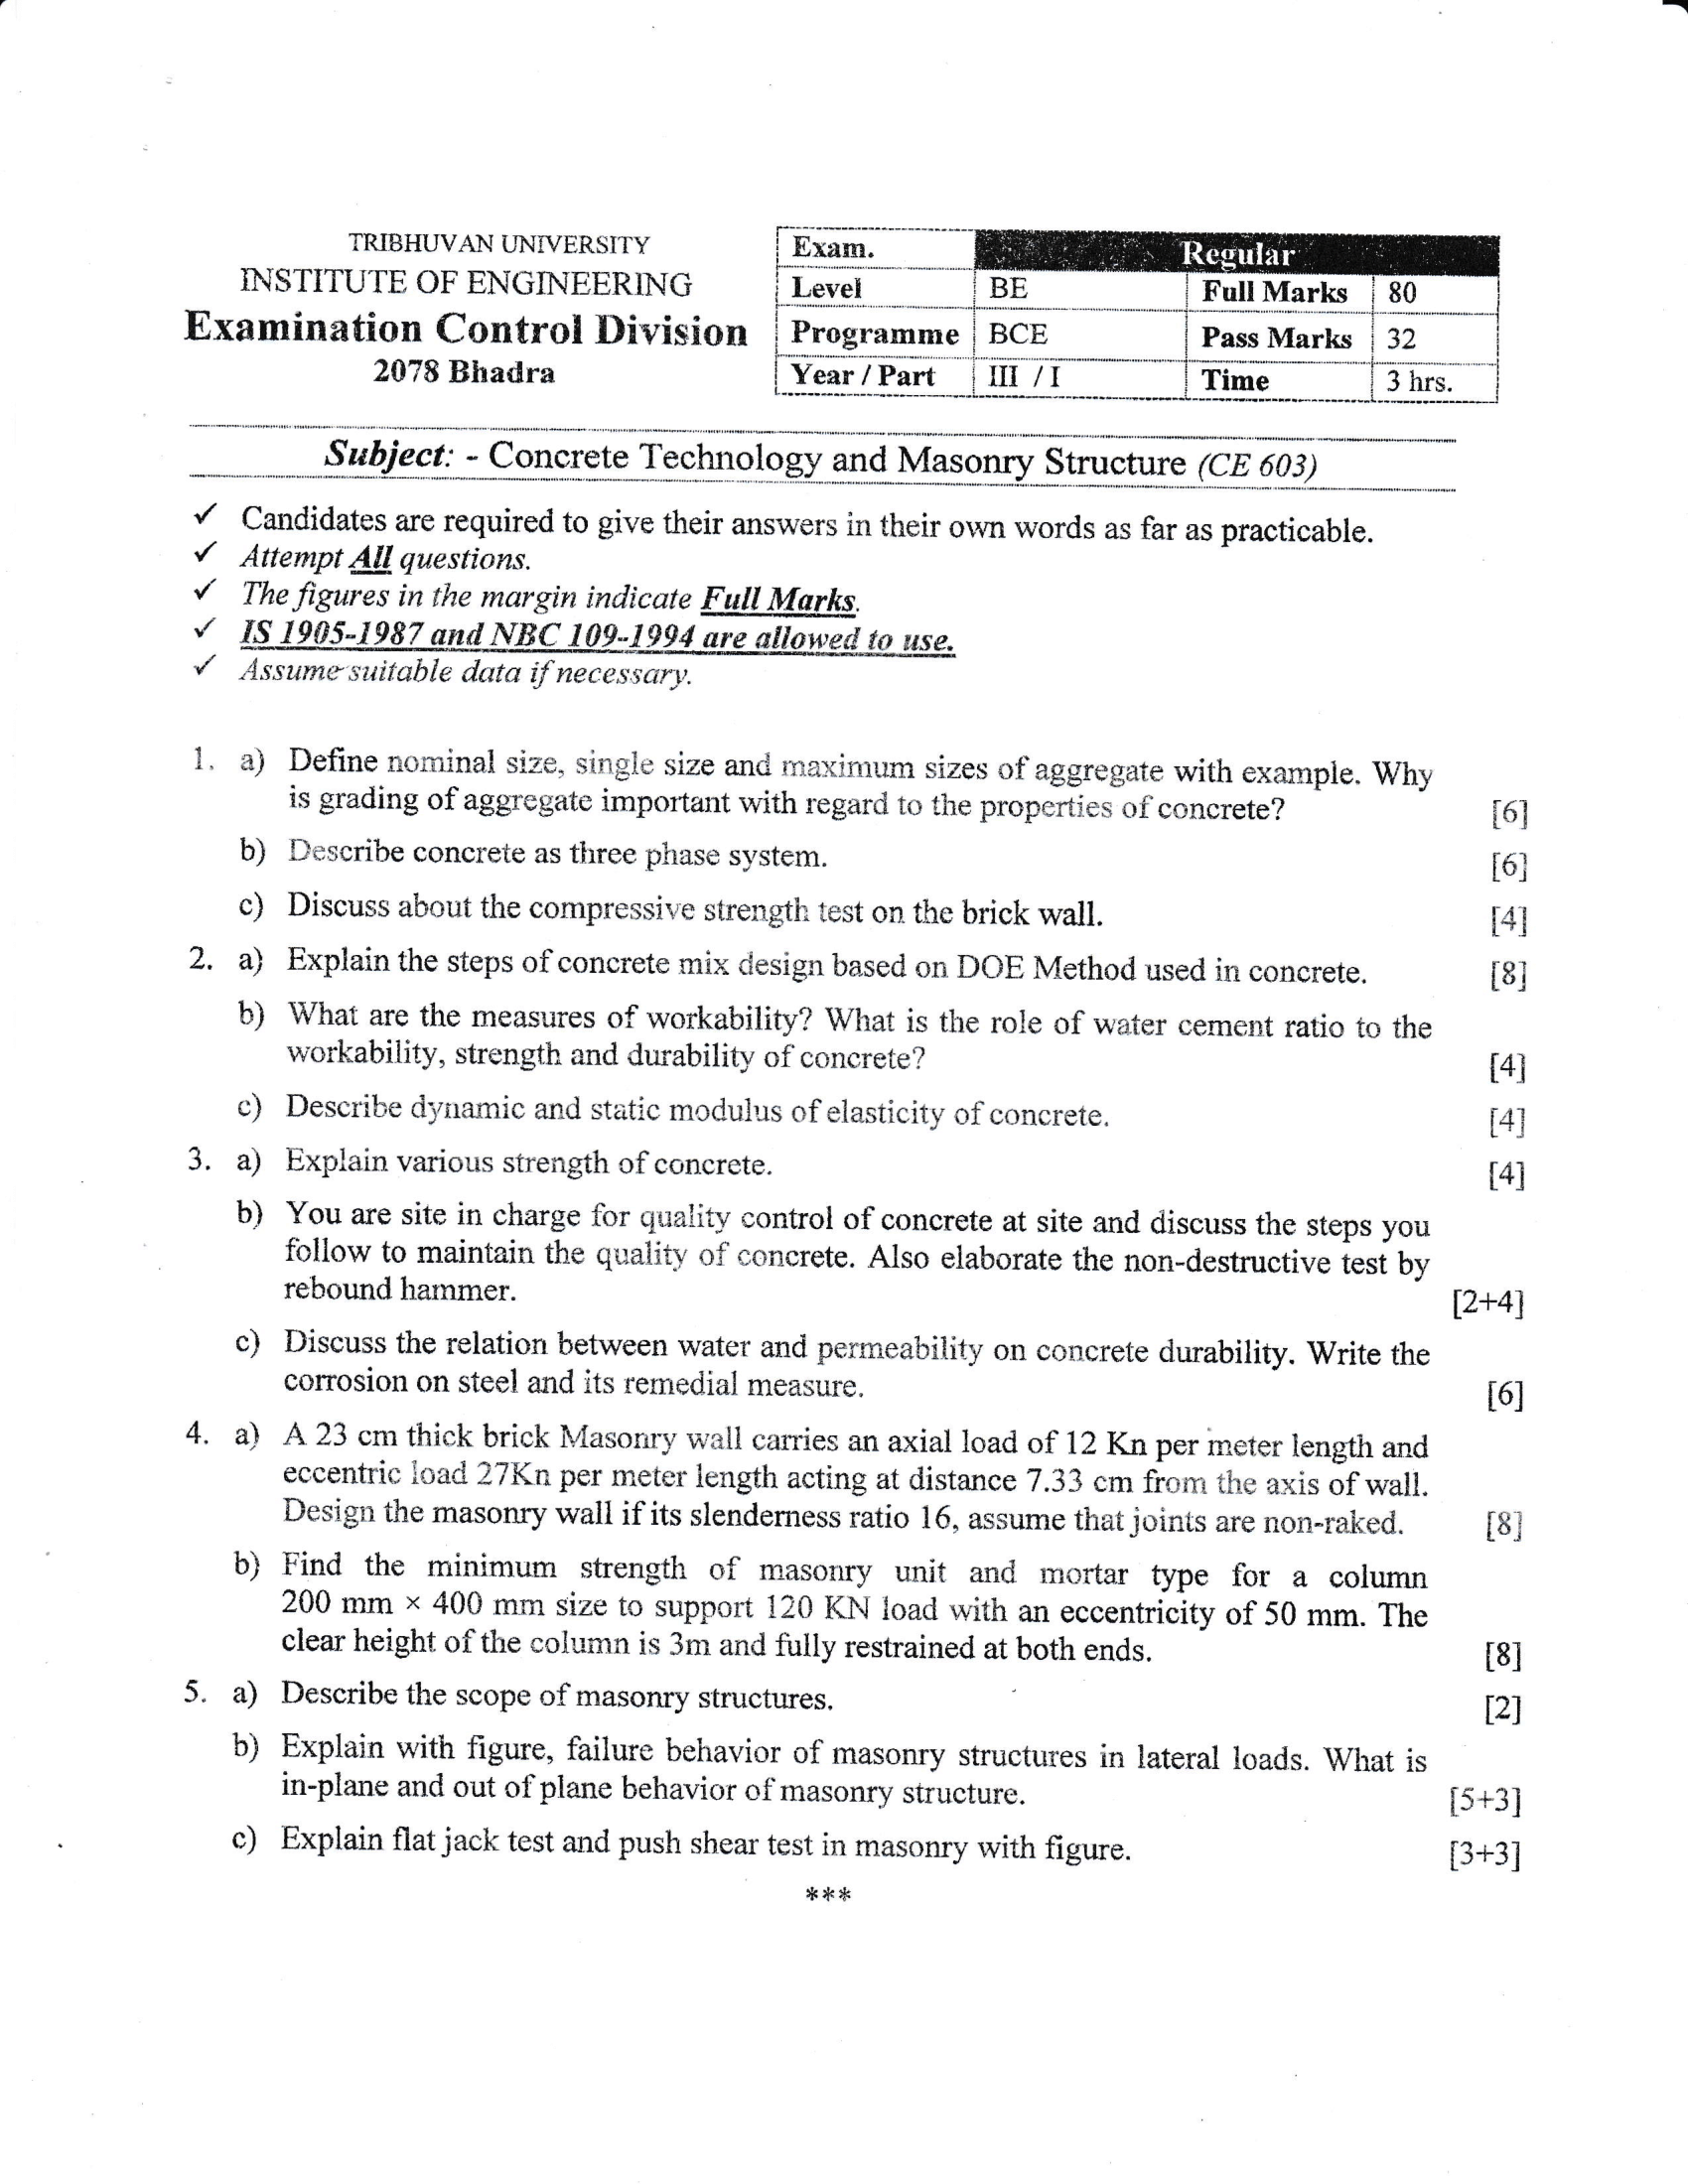 TRIBHUVAN UNIVERSITY
INSTITUTE OF ENGINEERING
Examination Control Division
2078 Bhadra
Exam. Regular
Level BE Full Marks 80
Programme BCE Pass Marks 32
Year / Part III / I Time 3 hrs.
Subject: - Concrete Technology and Masonry Structure (CE 603)
✓ Candidates are required to give their answers in their own words as far as practicable.
✓ Attempt All questions.
✓ The figures in the margin indicate Full Marks.
✓ IS 1905-1987 and NBC 109-1994 are allowed to use.
✓ Assume suitable data if necessary.
1. a) Define nominal size, single size and maximum sizes of aggregate with example. Why
is grading of aggregate important with regard to the properties of concrete? [6]
b) Describe concrete as three phase system. [6]
c) Discuss about the compressive strength test on the brick wall. [4]
2. a) Explain the steps of concrete mix design based on DOE Method used in concrete. [8]
b) What are the measures of workability? What is the role of water cement ratio to the
workability, strength and durability of concrete? [4]
c) Describe dynamic and static modulus of elasticity of concrete. [4]
3. a) Explain various strength of concrete. [4]
b) You are site in charge for quality control of concrete at site and discuss the steps you
follow to maintain the quality of concrete. Also elaborate the non-destructive test by
rebound hammer. [2+4]
c) Discuss the relation between water and permeability on concrete durability. Write the
corrosion on steel and its remedial measure. [6]
4. a) A 23 cm thick brick Masonry wall carries an axial load of 12 Kn per meter length and
eccentric load 27Kn per meter length acting at distance 7.33 cm from the axis of wall.
Design the masonry wall if its slenderness ratio 16, assume that joints are non-raked. [8]
b) Find the minimum strength of masonry unit and mortar type for a column
200 mm × 400 mm size to support 120 KN load with an eccentricity of 50 mm. The
clear height of the column is 3m and fully restrained at both ends. [8]
5. a) Describe the scope of masonry structures. [2]
b) Explain with figure, failure behavior of masonry structures in lateral loads. What is
in-plane and out of plane behavior of masonry structure. [5+3]
c) Explain flat jack test and push shear test in masonry with figure. [3+3]
***